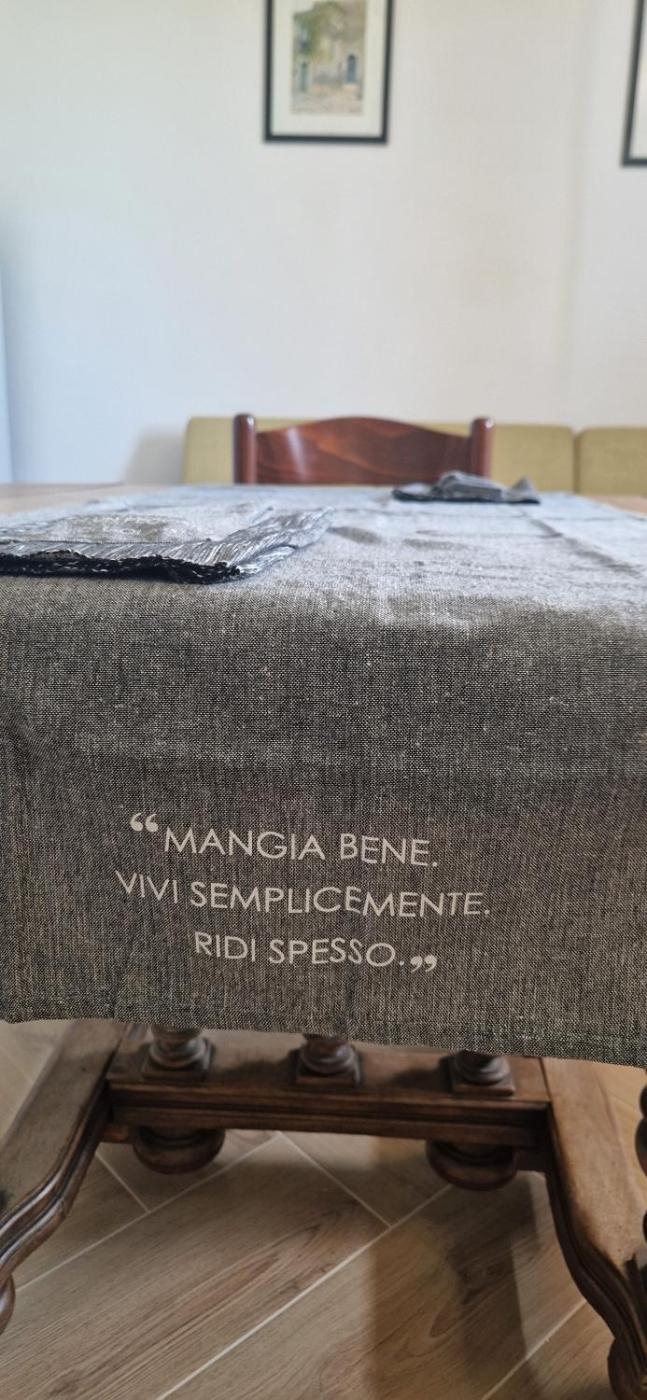 “MANGIA BENE.
VIVI SEMPLICEMENTE.
RIDI SPESSO.”